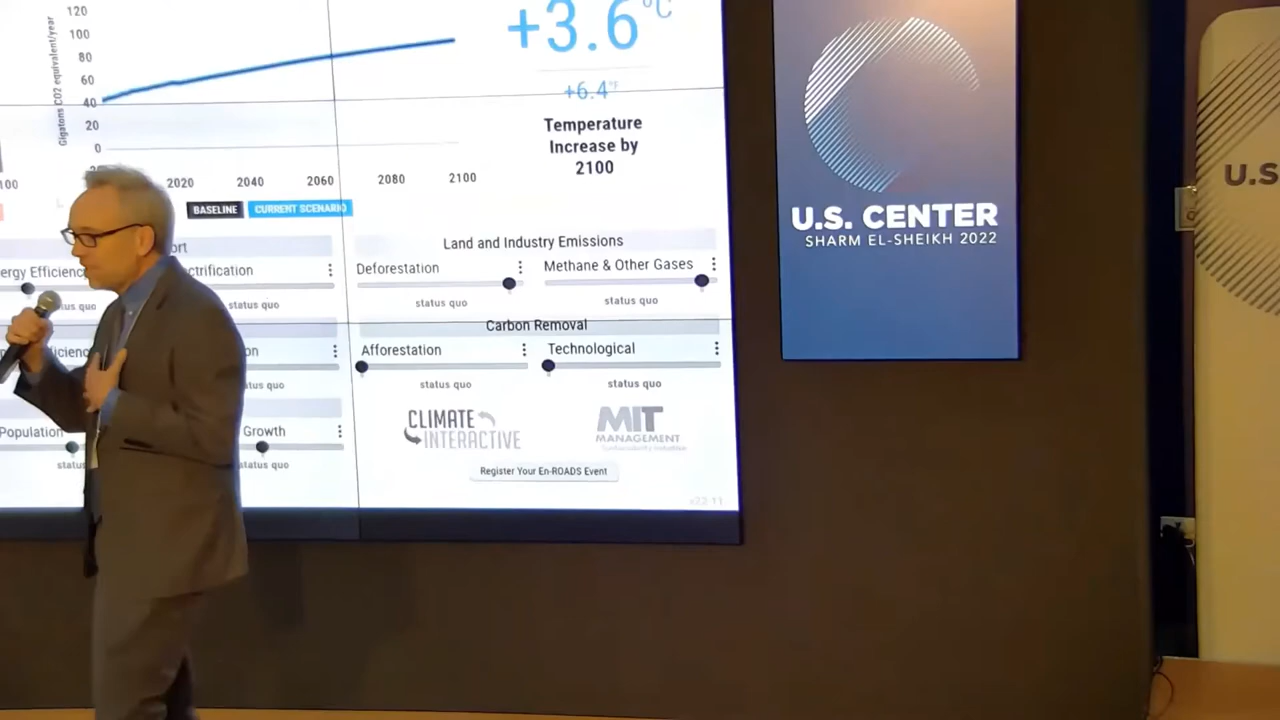 120
100
80
60
40
20
0
Gigatons CO2 equivalent/year
2020
2040
2060
2080
2100
BASELINE
CURRENT SCENARIO
+3.6°C
+6.4°F
Temperature
Increase by
2100
Land and Industry Emissions
Deforestation
status quo
Methane & Other Gases
status quo
Carbon Removal
Afforestation
status quo
Technological
status quo
status quo
Population
Growth
status quo
CLIMATE
INTERACTIVE
MIT
MANAGEMENT
Register Your En-ROADS Event
U.S. CENTER
SHARM EL-SHEIKH 2022
U.S